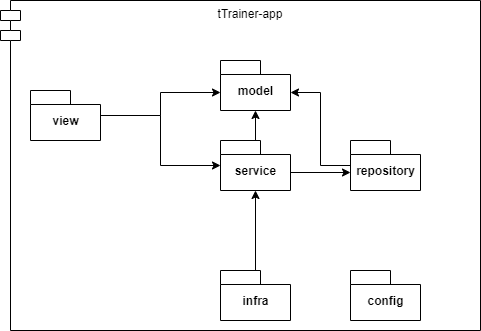 tTrainer-app
model
view
service
repository
infra
config